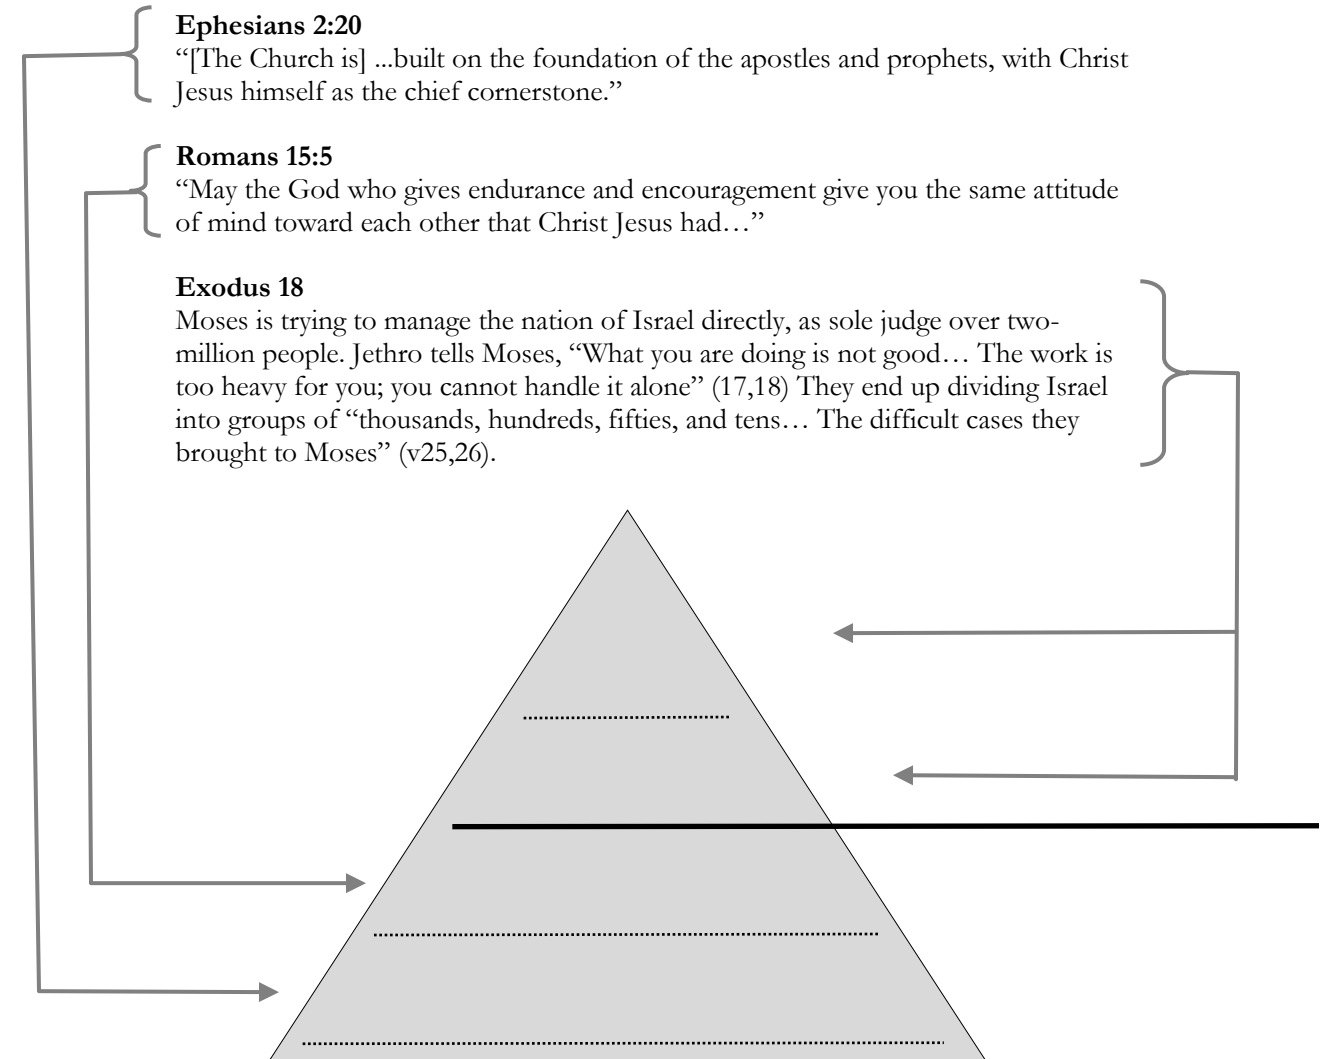 Ephesians 2:20
“[The Church is] ...built on the foundation of the apostles and prophets, with Christ
Jesus himself as the chief cornerstone.”
Romans 15:5
“May the God who gives endurance and encouragement give you the same attitude
of mind toward each other that Christ Jesus had…”
Exodus 18
Moses is trying to manage the nation of Israel directly, as sole judge over two-
million people. Jethro tells Moses, “What you are doing is not good… The work is
too heavy for you; you cannot handle it alone” (17,18) They end up dividing Israel
into groups of “thousands, hundreds, fifties, and tens… The difficult cases they
brought to Moses” (v25,26).